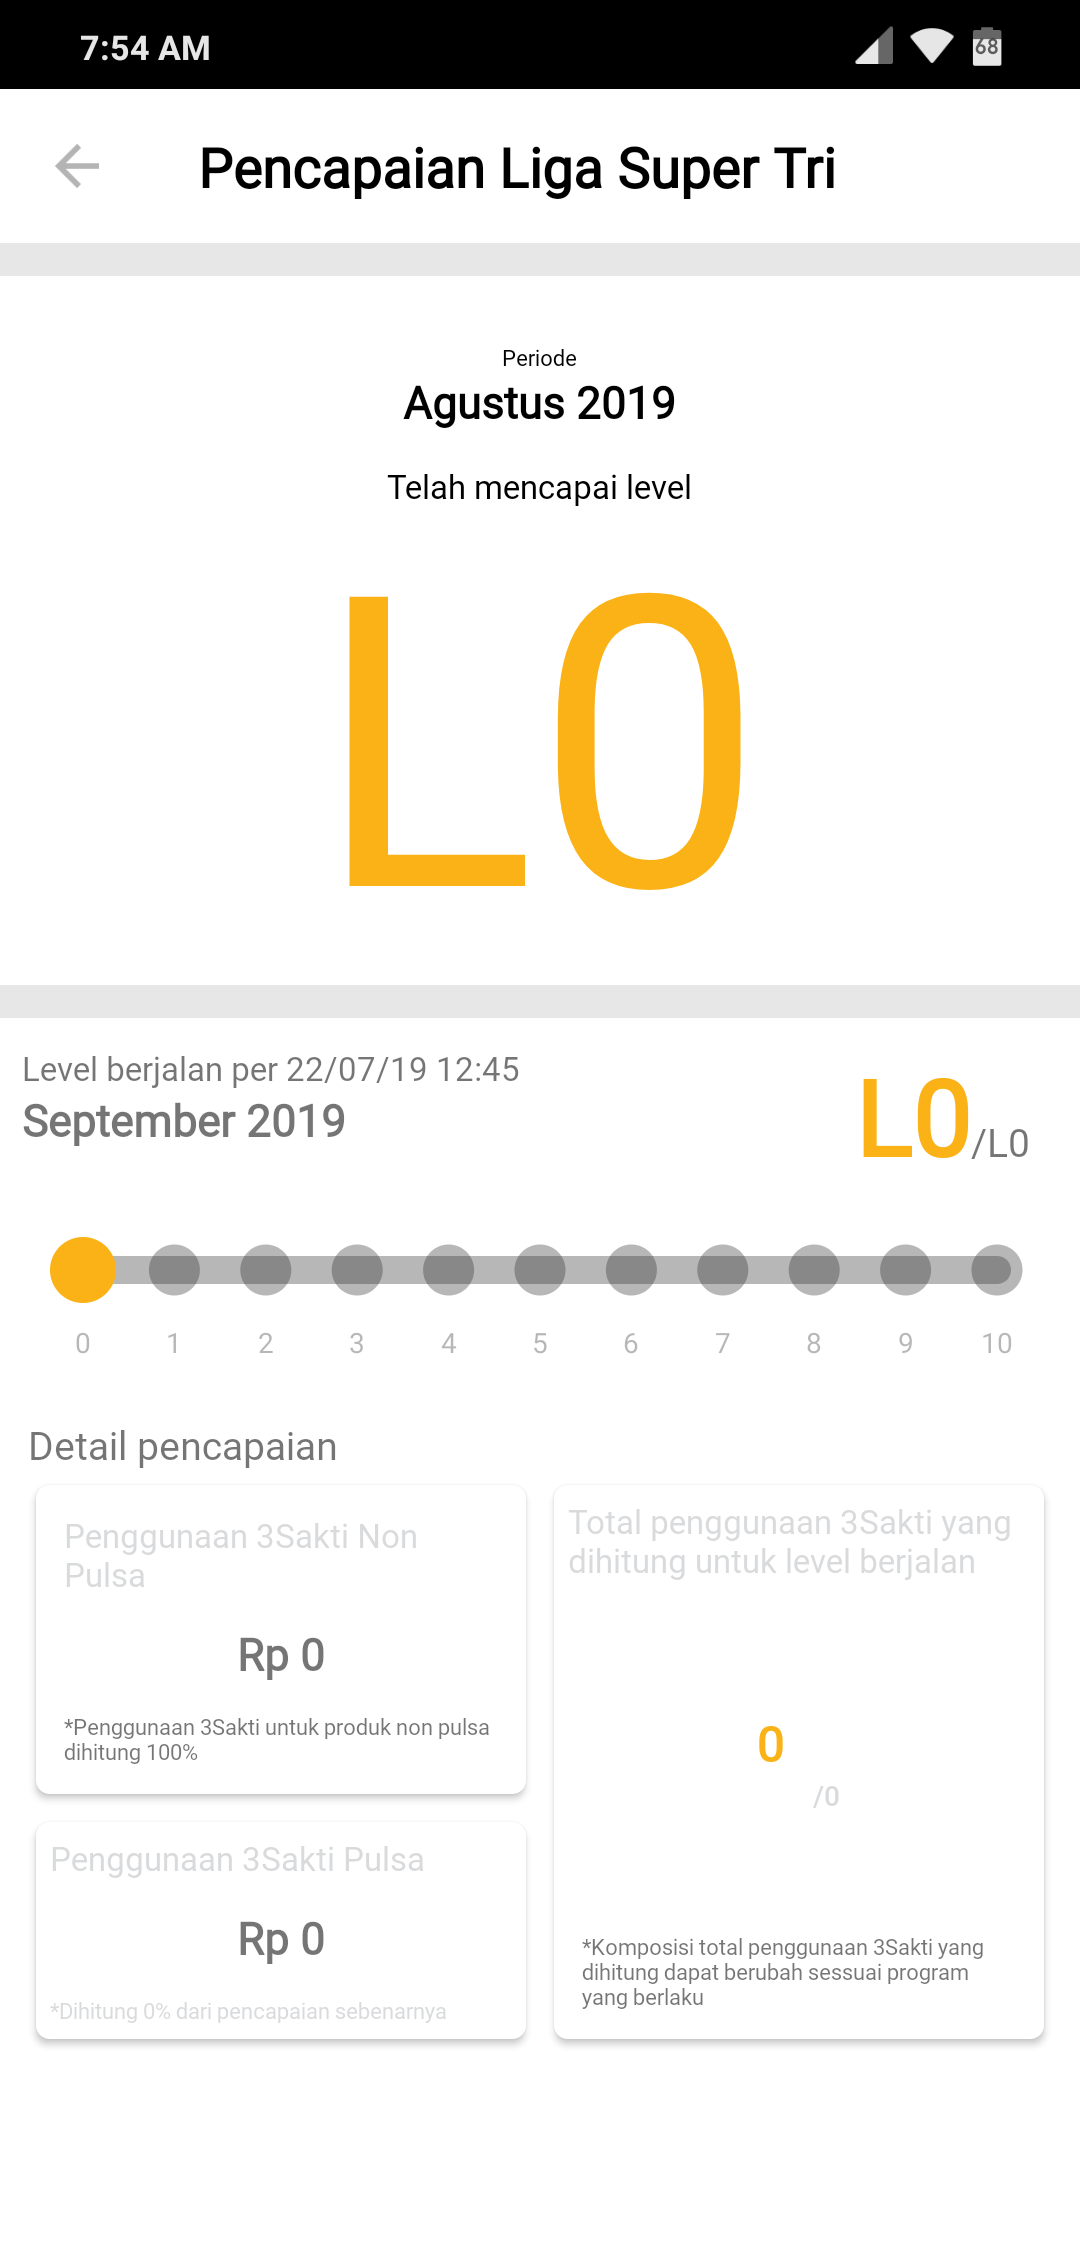 7:54 AM
68
Pencapaian Liga Super Tri
Periode
Agustus 2019
Telah mencapai level
L0
Level berjalan per 22/07/19 12:45
September 2019
L0/L0
0 1 2 3 4 5 6 7 8 9 10
Detail pencapaian
Penggunaan 3Sakti Non
Pulsa
Rp 0
*Penggunaan 3Sakti untuk produk non pulsa
dihitung 100%
Penggunaan 3Sakti Pulsa
Rp 0
*Dihitung 0% dari pencapaian sebenarnya
Total penggunaan 3Sakti yang
dihitung untuk level berjalan
0
/0
*Komposisi total penggunaan 3Sakti yang
dihitung dapat berubah sessuai program
yang berlaku